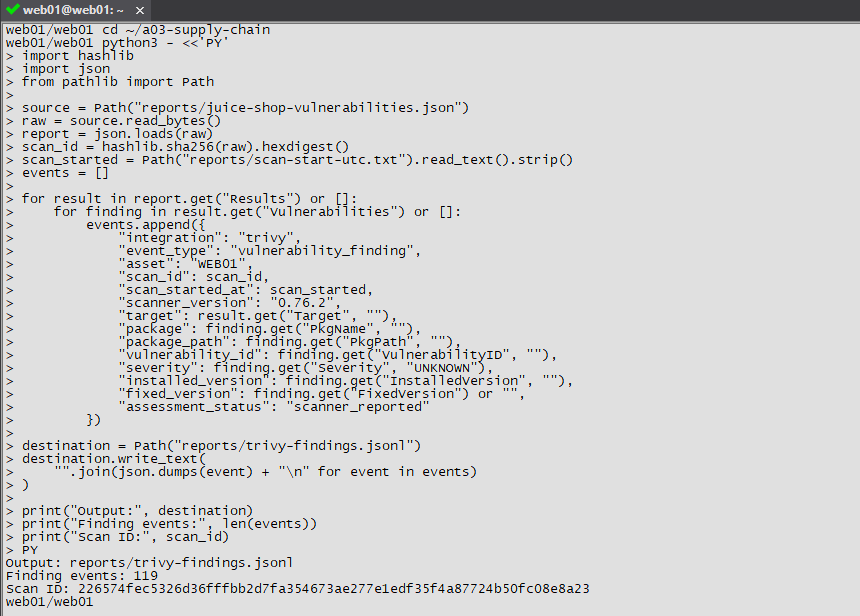 web01@web01: ~
web01/web01 cd ~/a03-supply-chain
web01/web01 python3 - <<'PY'
> import hashlib
> import json
> from pathlib import Path
>
> source = Path("reports/juice-shop-vulnerabilities.json")
> raw = source.read_bytes()
> report = json.loads(raw)
> scan_id = hashlib.sha256(raw).hexdigest()
> scan_started = Path("reports/scan-start-utc.txt").read_text().strip()
> events = []
>
> for result in report.get("Results") or []:
>     for finding in result.get("Vulnerabilities") or []:
>         events.append({
>             "integration": "trivy",
>             "event_type": "vulnerability_finding",
>             "asset": "WEB01",
>             "scan_id": scan_id,
>             "scan_started_at": scan_started,
>             "scanner_version": "0.76.2",
>             "target": result.get("Target", ""),
>             "package": finding.get("PkgName", ""),
>             "package_path": finding.get("PkgPath", ""),
>             "vulnerability_id": finding.get("VulnerabilityID", ""),
>             "severity": finding.get("Severity", "UNKNOWN"),
>             "installed_version": finding.get("InstalledVersion", ""),
>             "fixed_version": finding.get("FixedVersion") or "",
>             "assessment_status": "scanner_reported"
>         })
>
> destination = Path("reports/trivy-findings.jsonl")
> destination.write_text(
>     "".join(json.dumps(event) + "\n" for event in events)
> )
>
> print("Output:", destination)
> print("Finding events:", len(events))
> print("Scan ID:", scan_id)
> PY
Output: reports/trivy-findings.jsonl
Finding events: 119
Scan ID: 226574fec5326d36fffbb2d7fa354673ae277e1edf35f4a87724b50fc08e8a23
web01/web01